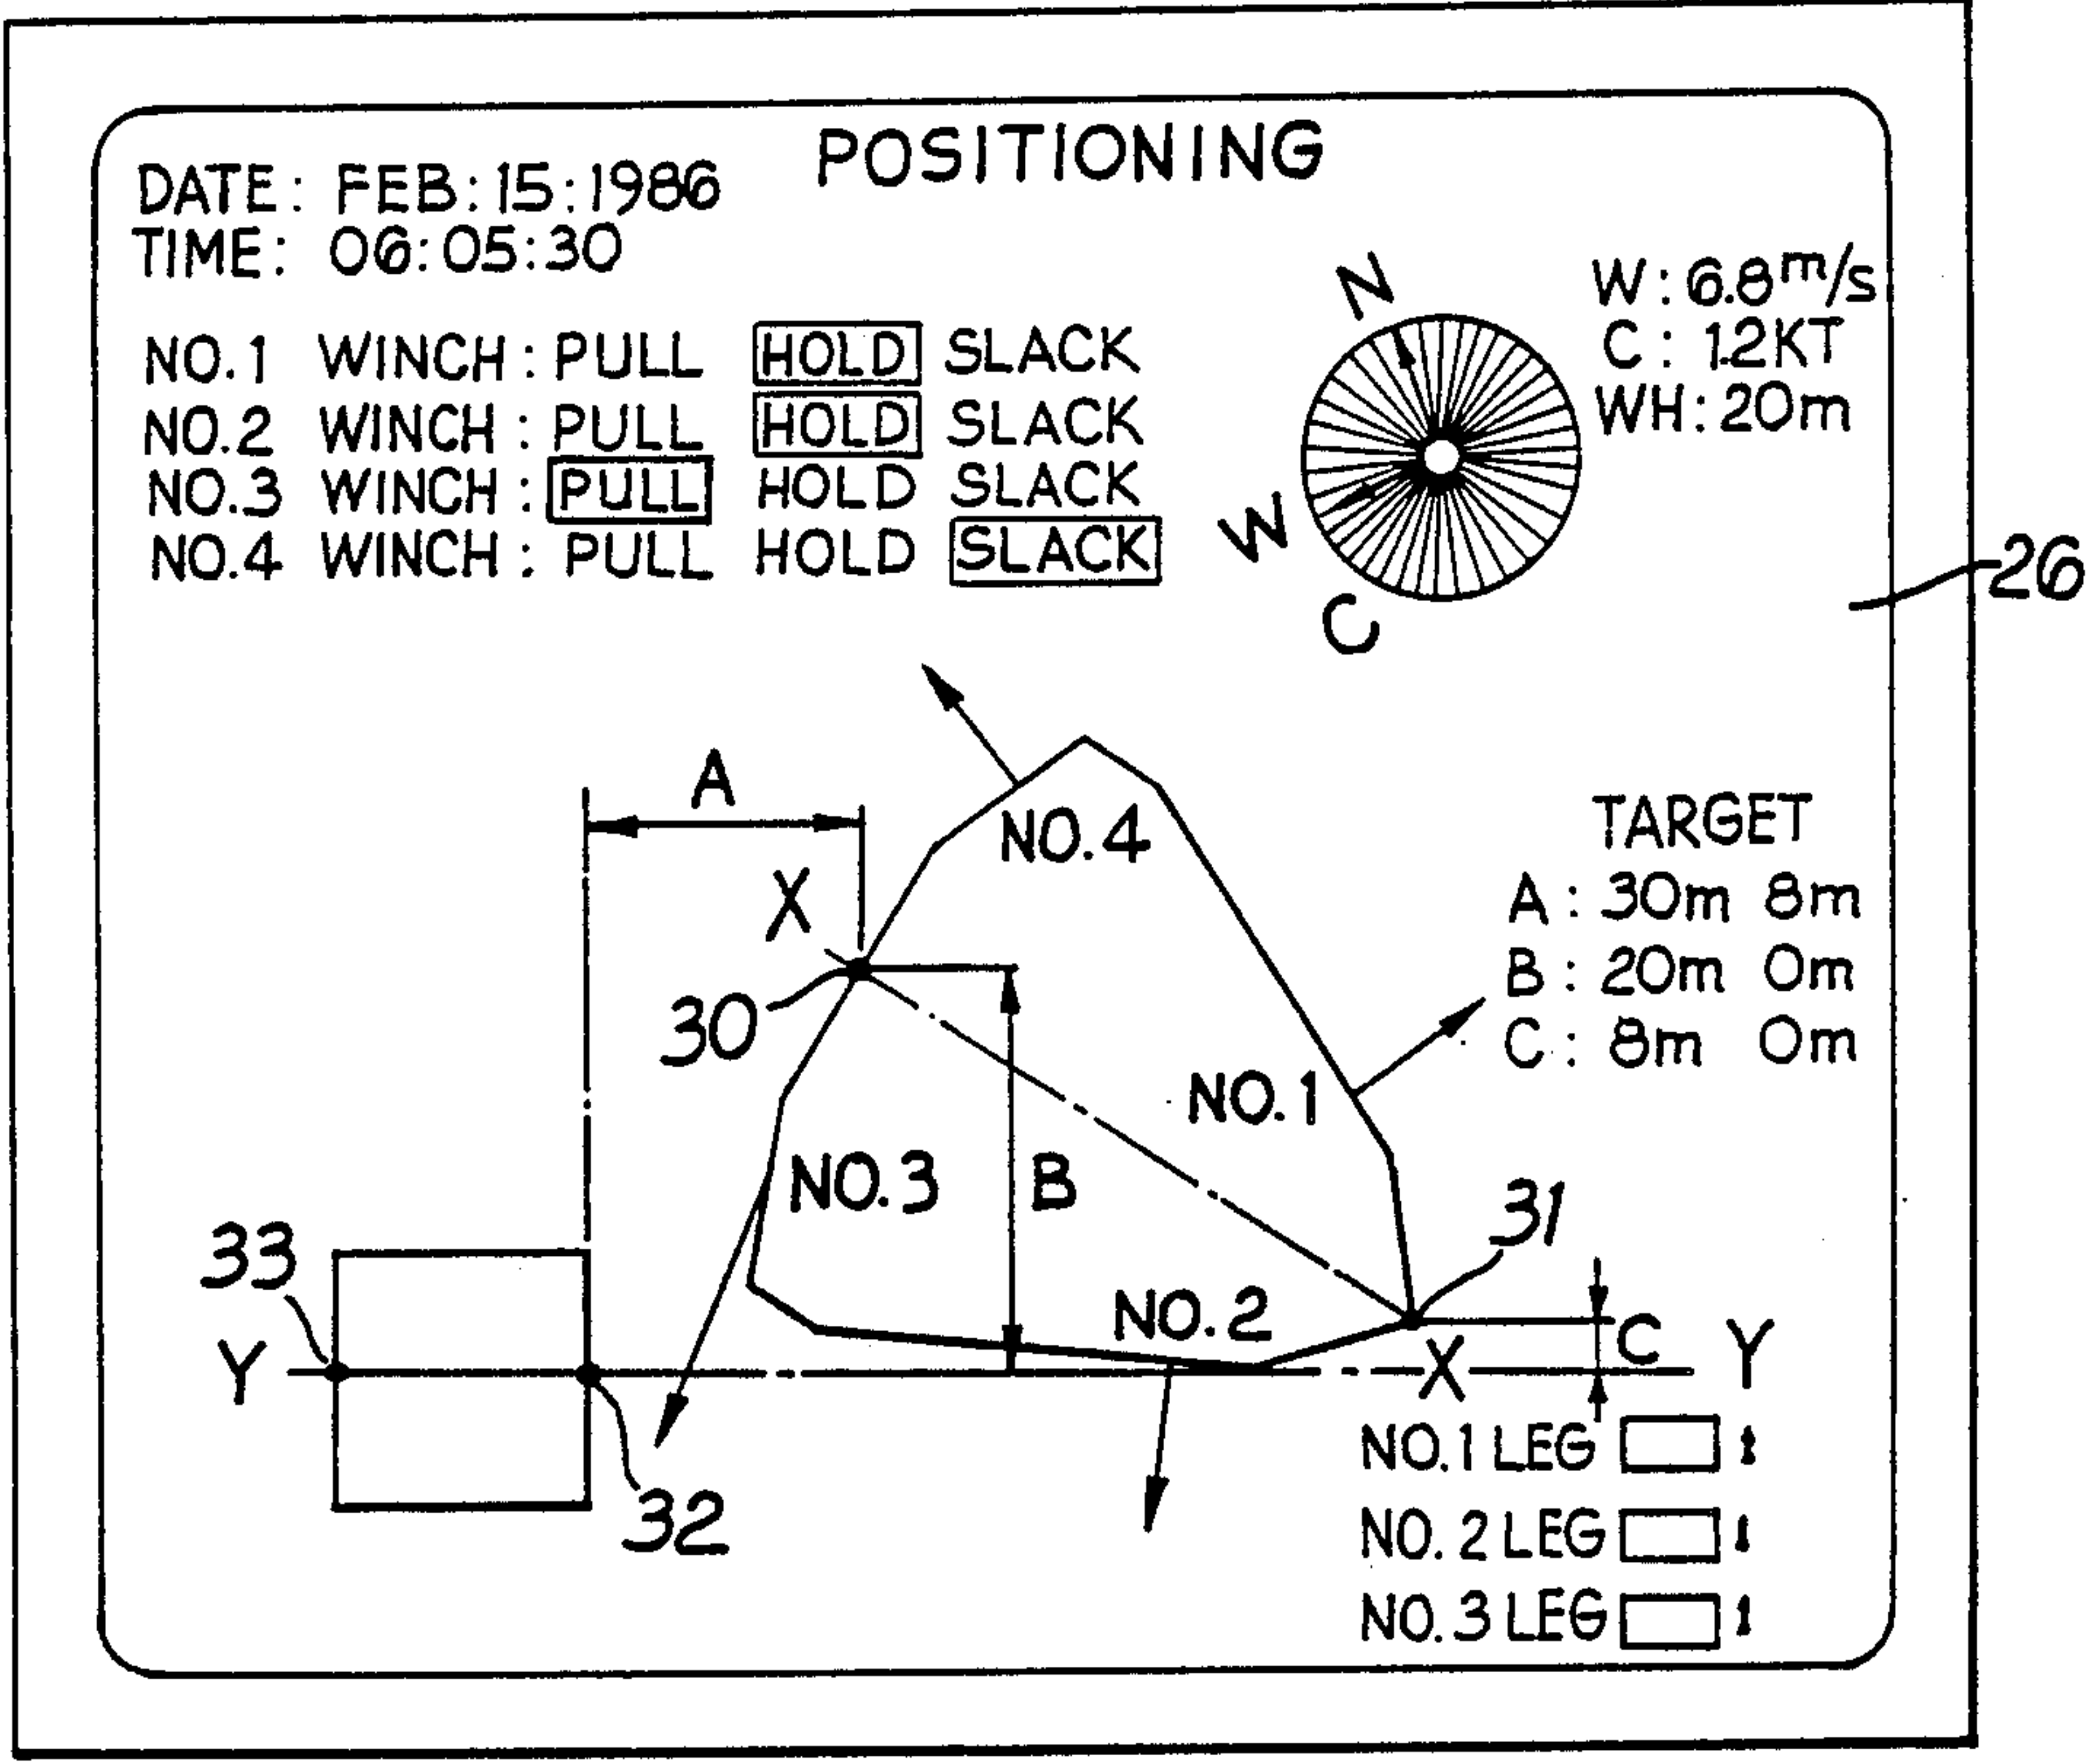 POSITIONING
DATE: FEB:15:1986
TIME: 06:05:30
NO.1 WINCH: PULL HOLD SLACK
NO.2 WINCH: PULL HOLD SLACK
NO.3 WINCH: PULL HOLD SLACK
NO.4 WINCH: PULL HOLD SLACK
N
W
C
W: 6.8m/s
C: 1.2KT
WH: 20m
26
A
NO.4
X
30
TARGET
A: 30m 8m
B: 20m 0m
C: 8m 0m
NO.1
NO.3
B
31
33
NO.2
C
Y
X
Y
32
NO.1 LEG
NO.2 LEG
NO.3 LEG